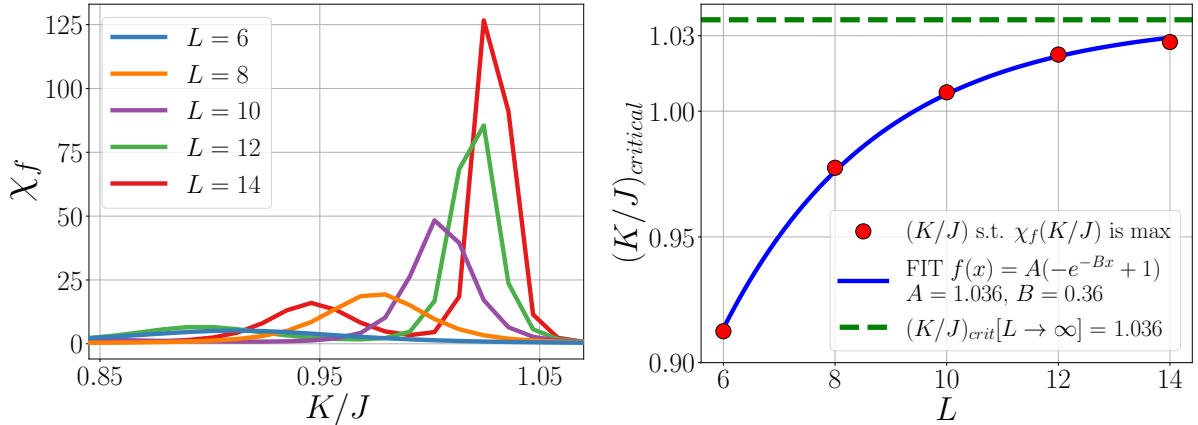 χ_f
125
100
75
50
25
0
L = 6
L = 8
L = 10
L = 12
L = 14
0.85
0.95
1.05
K/J
(K/J)_{critical}
1.03
1.00
0.95
0.90
(K/J) s.t. χ_f(K/J) is max
FIT f(x) = A(-e^{-Bx} + 1)
A = 1.036, B = 0.36
(K/J)_{crit}[L → ∞] = 1.036
6
8
10
12
14
L